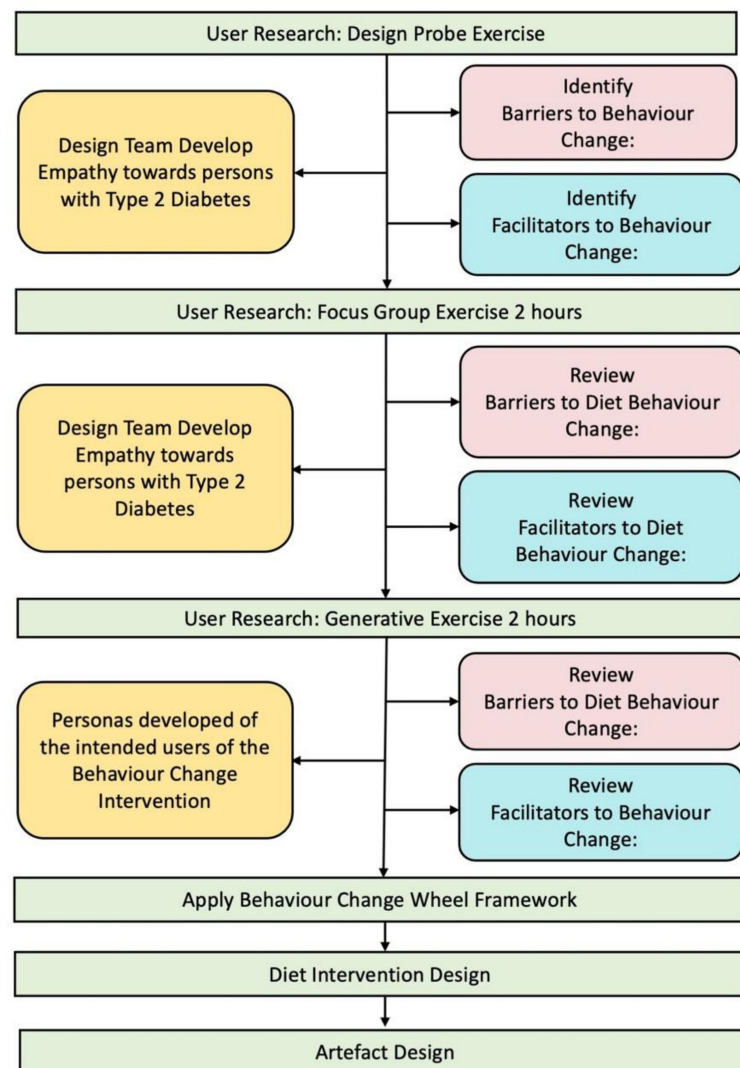 User Research: Design Probe Exercise
Design Team Develop
Empathy towards persons
with Type 2 Diabetes
Identify
Barriers to Behaviour
Change:
Identify
Facilitators to Behaviour
Change:
User Research: Focus Group Exercise 2 hours
Design Team Develop
Empathy towards
persons with Type 2
Diabetes
Review
Barriers to Diet Behaviour
Change:
Review
Facilitators to Diet
Behaviour Change:
User Research: Generative Exercise 2 hours
Personas developed of
the intended users of the
Behaviour Change
Intervention
Review
Barriers to Diet Behaviour
Change:
Review
Facilitators to Behaviour
Change:
Apply Behaviour Change Wheel Framework
Diet Intervention Design
Artefact Design